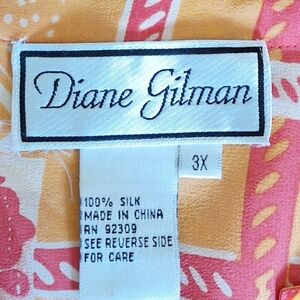 Diane Gilman
3X
100% SILK
MADE IN CHINA
RN 92309
SEE REVERSE SIDE
FOR CARE